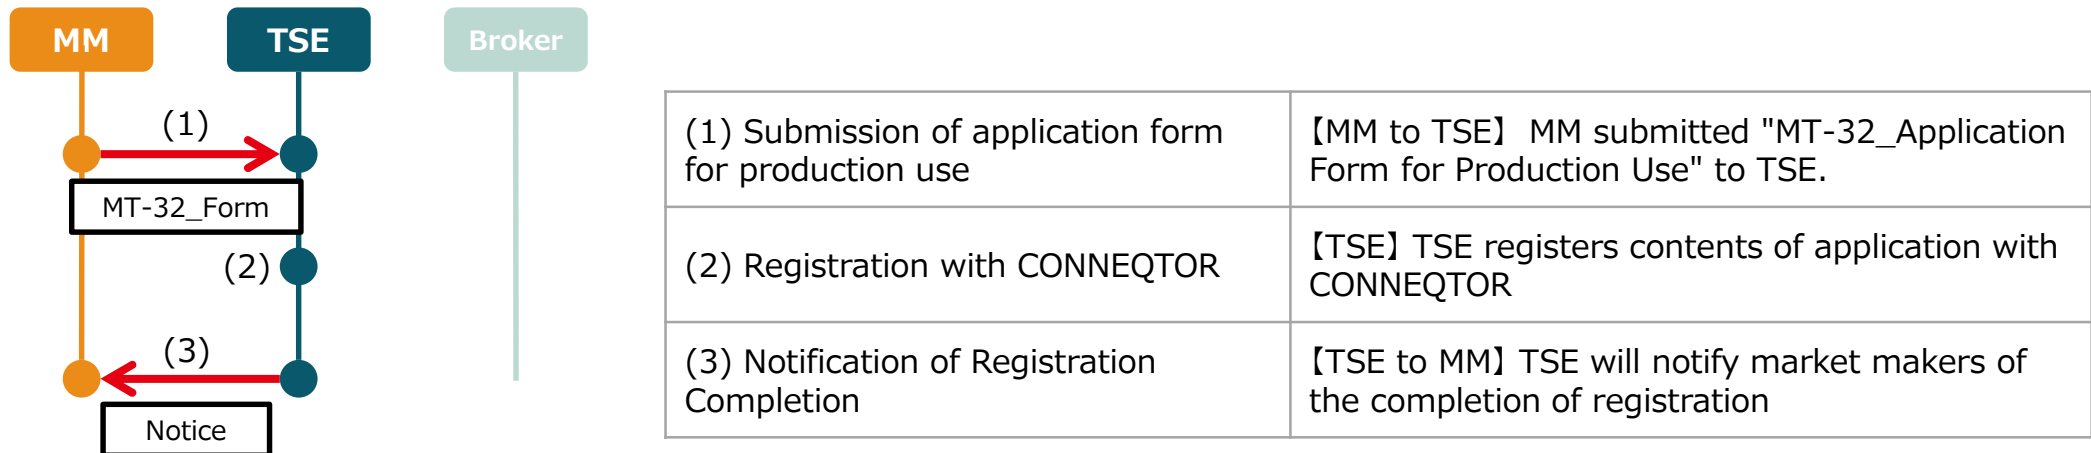 MM
TSE
Broker
(1)
MT-32_Form
(2)
(3)
Notice
(1) Submission of application form
for production use
【MM to TSE】 MM submitted "MT-32_Application
Form for Production Use" to TSE.
(2) Registration with CONNEQTOR
【TSE】 TSE registers contents of application with
CONNEQTOR
(3) Notification of Registration
Completion
【TSE to MM】 TSE will notify market makers of
the completion of registration